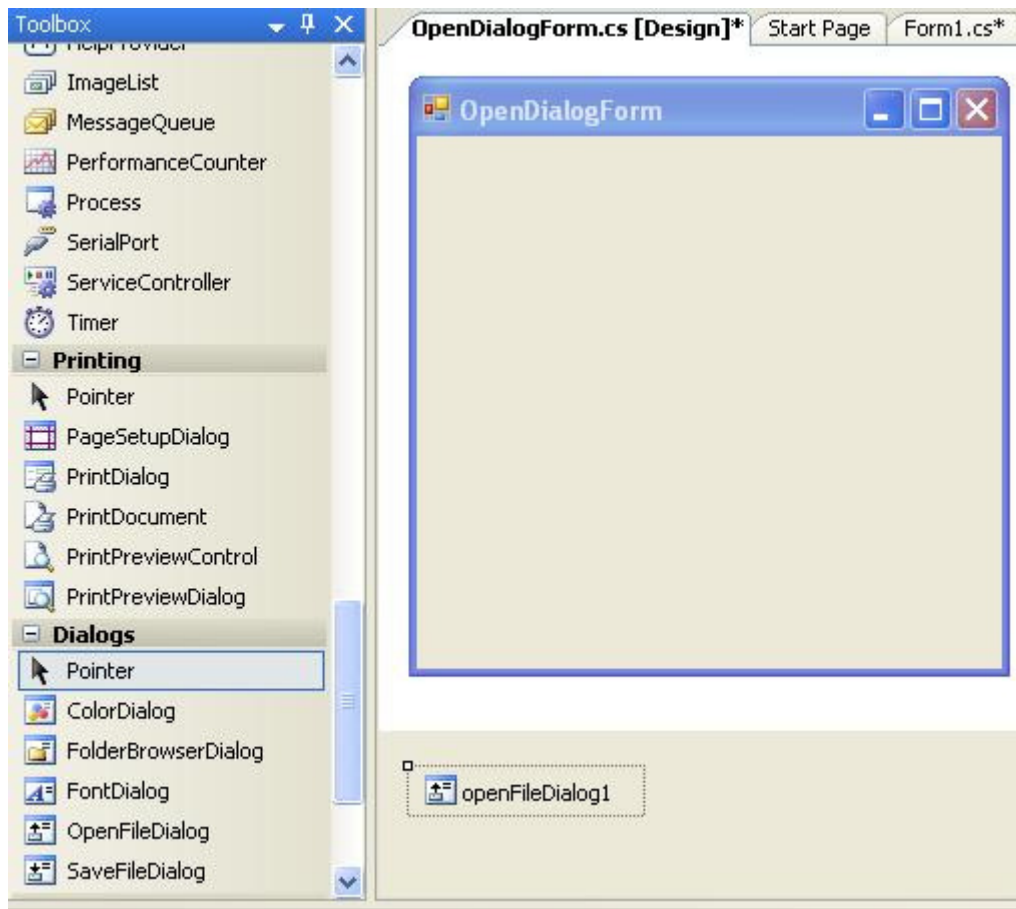 Toolbox
HelpProvider
ImageList
MessageQueue
PerformanceCounter
Process
SerialPort
ServiceController
Timer
Printing
Pointer
PageSetupDialog
PrintDialog
PrintDocument
PrintPreviewControl
PrintPreviewDialog
Dialogs
Pointer
ColorDialog
FolderBrowserDialog
FontDialog
OpenFileDialog
SaveFileDialog
OpenDialogForm.cs [Design]* Start Page Form1.cs*
OpenDialogForm
openFileDialog1